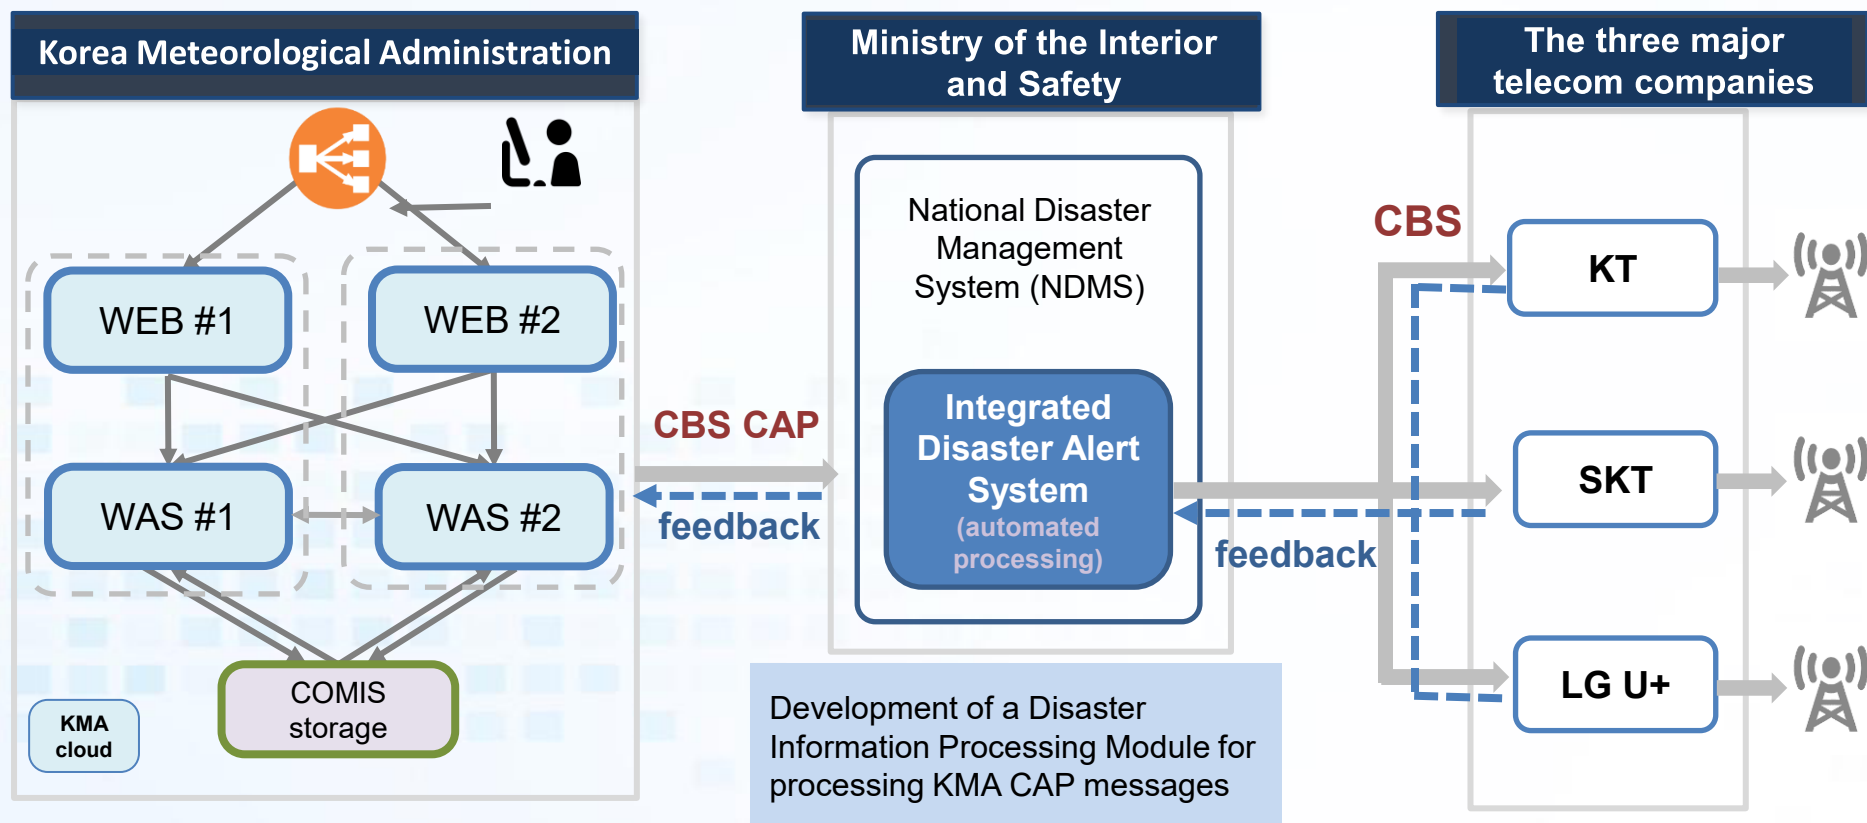 Korea Meteorological Administration
WEB #1
WEB #2
WAS #1
WAS #2
COMIS
storage
KMA
cloud
CBS CAP
feedback
Ministry of the Interior
and Safety
National Disaster
Management
System (NDMS)
Integrated
Disaster Alert
System
(automated
processing)
Development of a Disaster
Information Processing Module for
processing KMA CAP messages
feedback
CBS
The three major
telecom companies
KT
SKT
LG U+